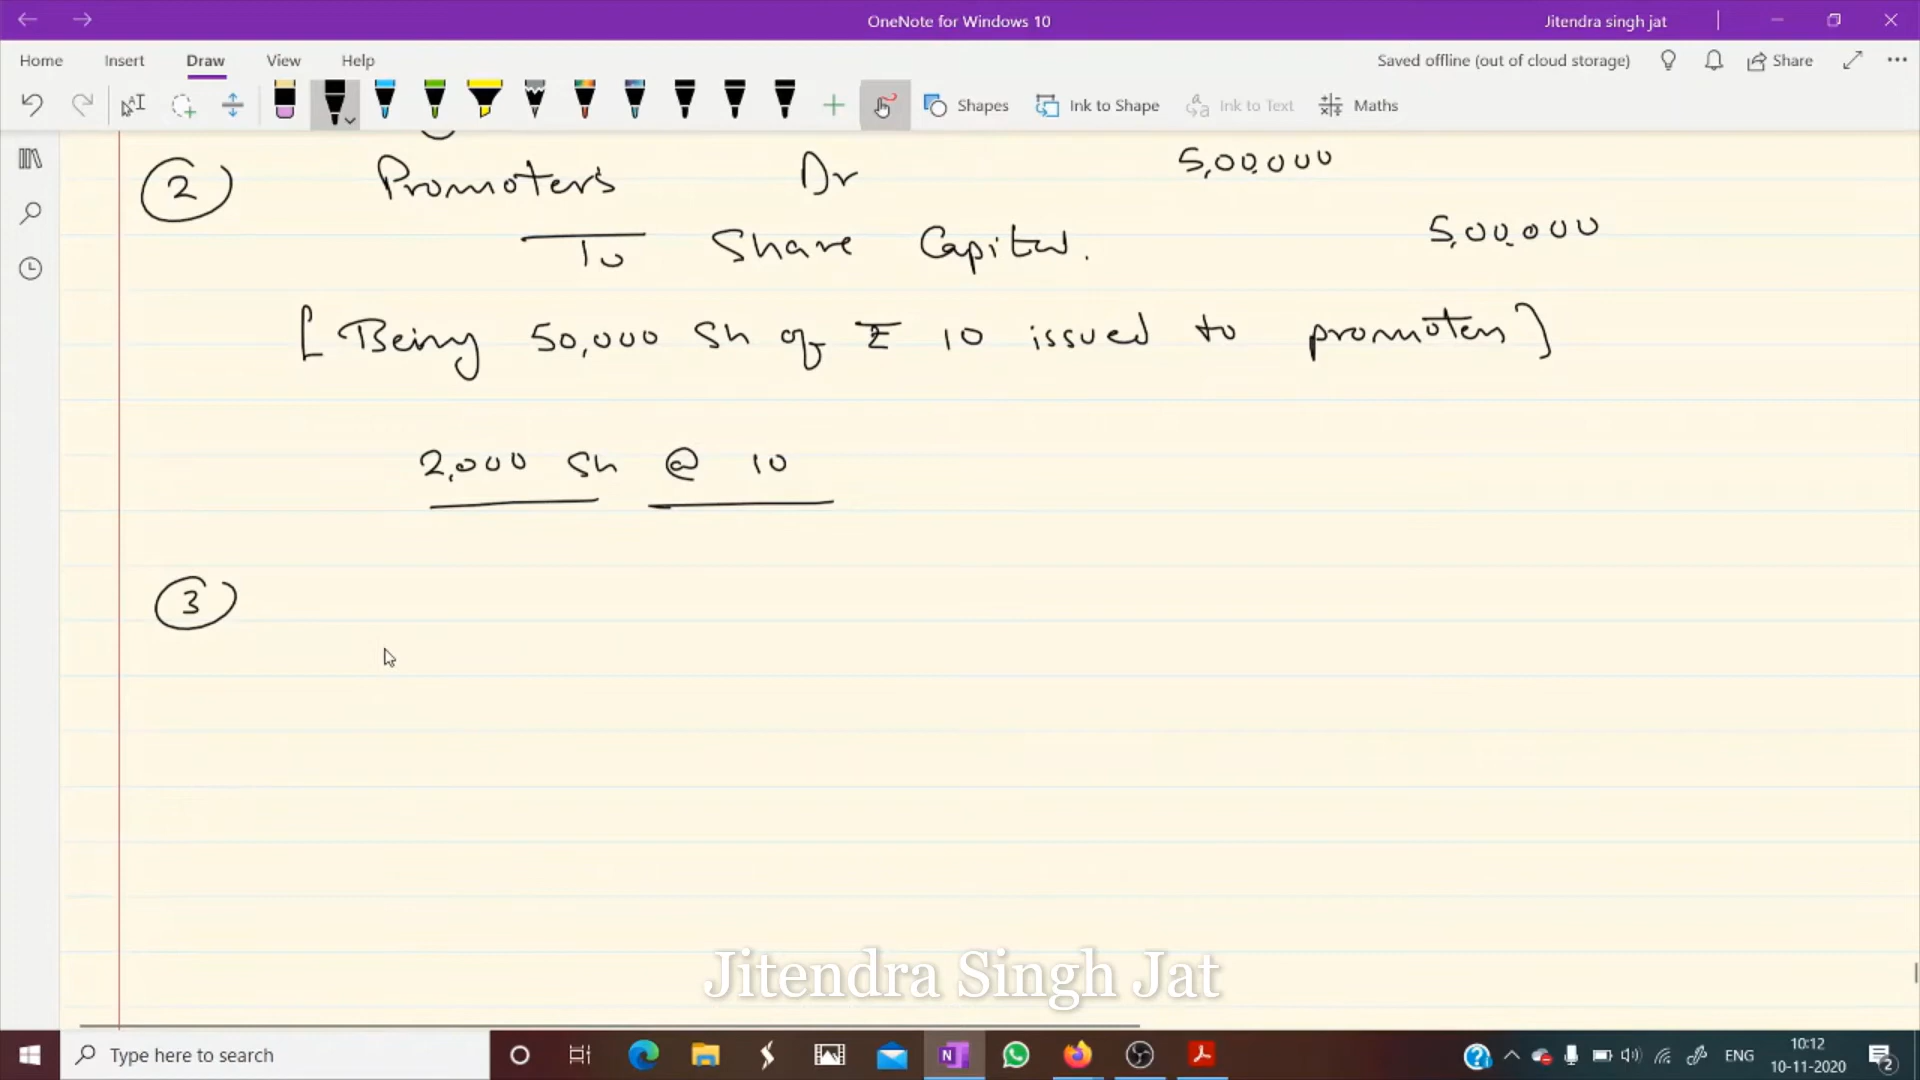 OneNote for Windows 10
Jitendra singh jat
Home Insert Draw View Help
Saved offline (out of cloud storage)
Share
Shapes
Ink to Shape
Ink to Text
Maths
2 Promoters Dr 5,00,000
To Share Capital. 5,00,000
[ Being 50,000 Sh of ₹ 10 issued to promoters ]
2,000 Sh @ 10
3
Jitendra Singh Jat
Type here to search
ENG
10:12
10-11-2020
2